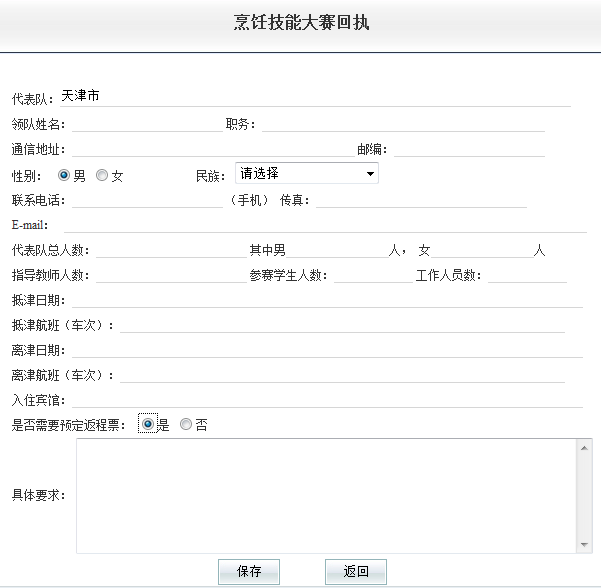 烹饪技能大赛回执
代表队：天津市
领队姓名： 职务：
通信地址： 邮编：
性别： 男 女 民族： 请选择
联系电话： （手机） 传真：
E-mail：
代表队总人数： 其中男 人， 女 人
指导教师人数： 参赛学生人数： 工作人员数：
抵津日期：
抵津航班（车次）：
离津日期：
离津航班（车次）：
入住宾馆：
是否需要预定返程票： 是 否
具体要求：
保存 返回